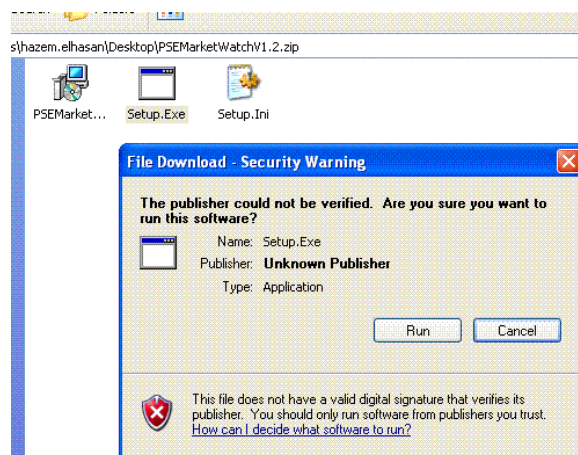 s\hazem.elhasan\Desktop\PSEMarketWatchV1.2.zip
PSEMarket... Setup.Exe Setup.Ini
File Download - Security Warning
The publisher could not be verified. Are you sure you want to
run this software?
Name: Setup.Exe
Publisher: Unknown Publisher
Type: Application
Run Cancel
This file does not have a valid digital signature that verifies its
publisher. You should only run software from publishers you trust.
How can I decide what software to run?